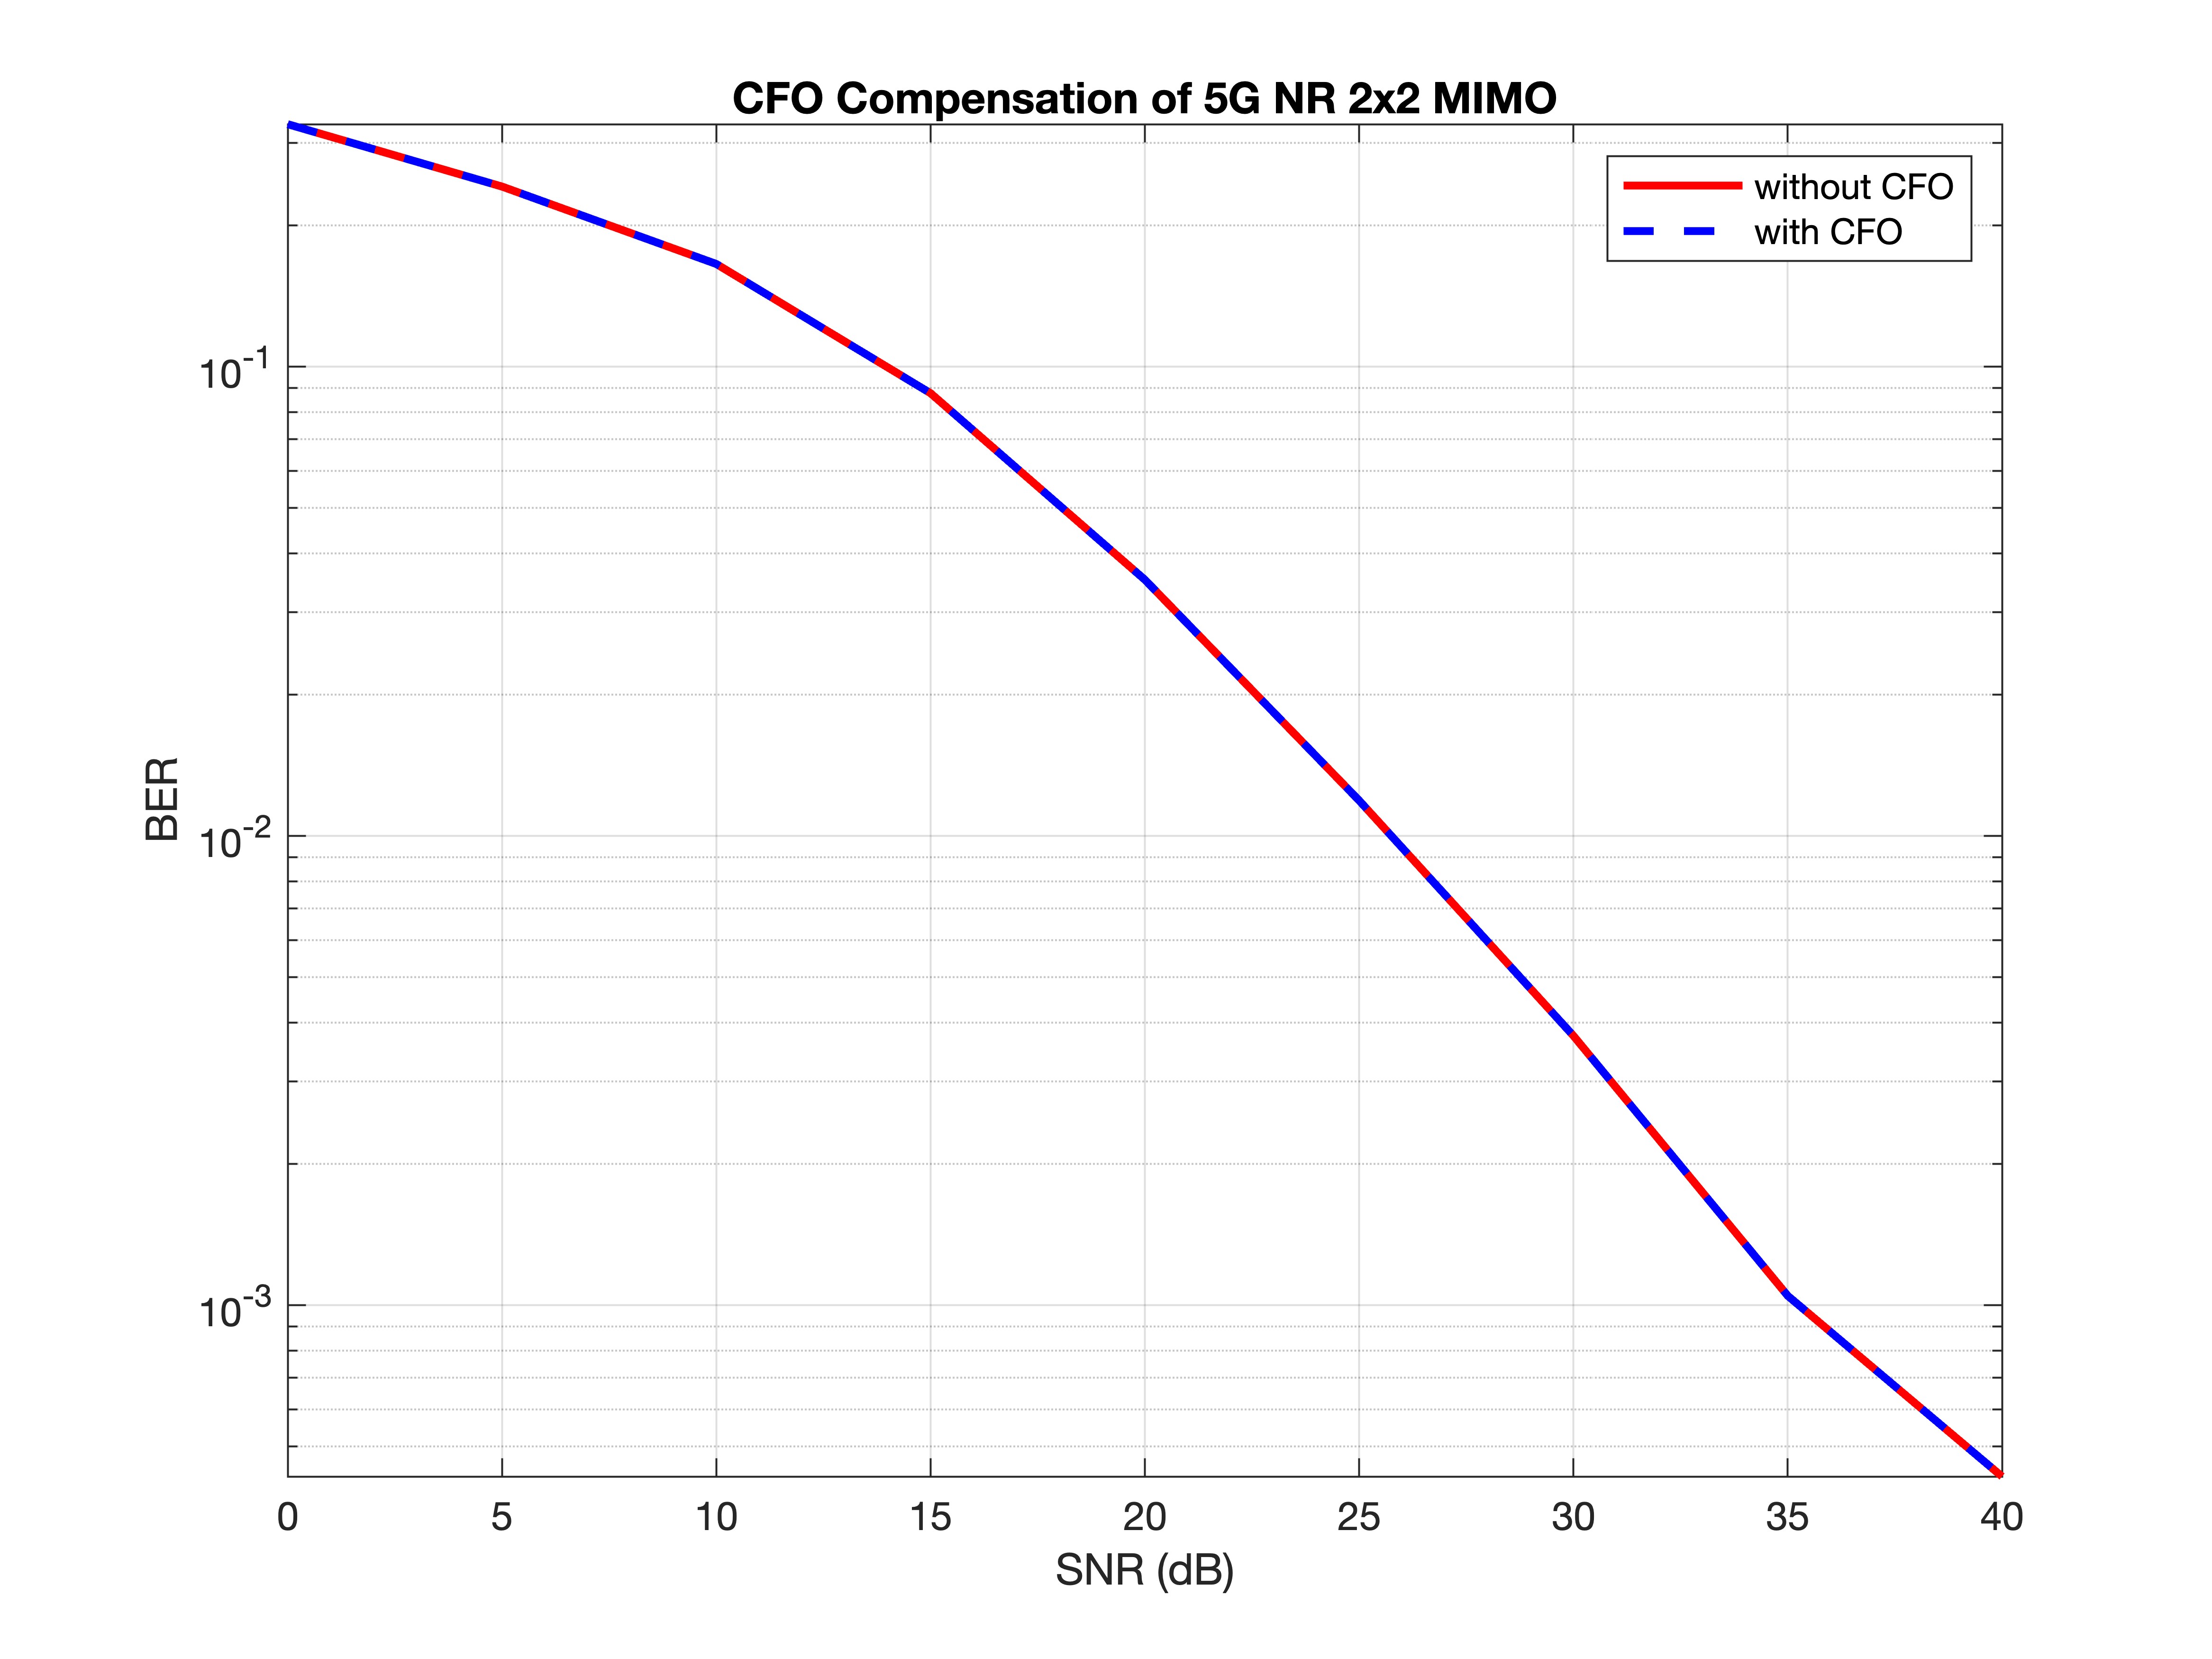 CFO Compensation of 5G NR 2x2 MIMO
without CFO
with CFO
10^-1
10^-2
10^-3
BER
0 5 10 15 20 25 30 35 40
SNR (dB)